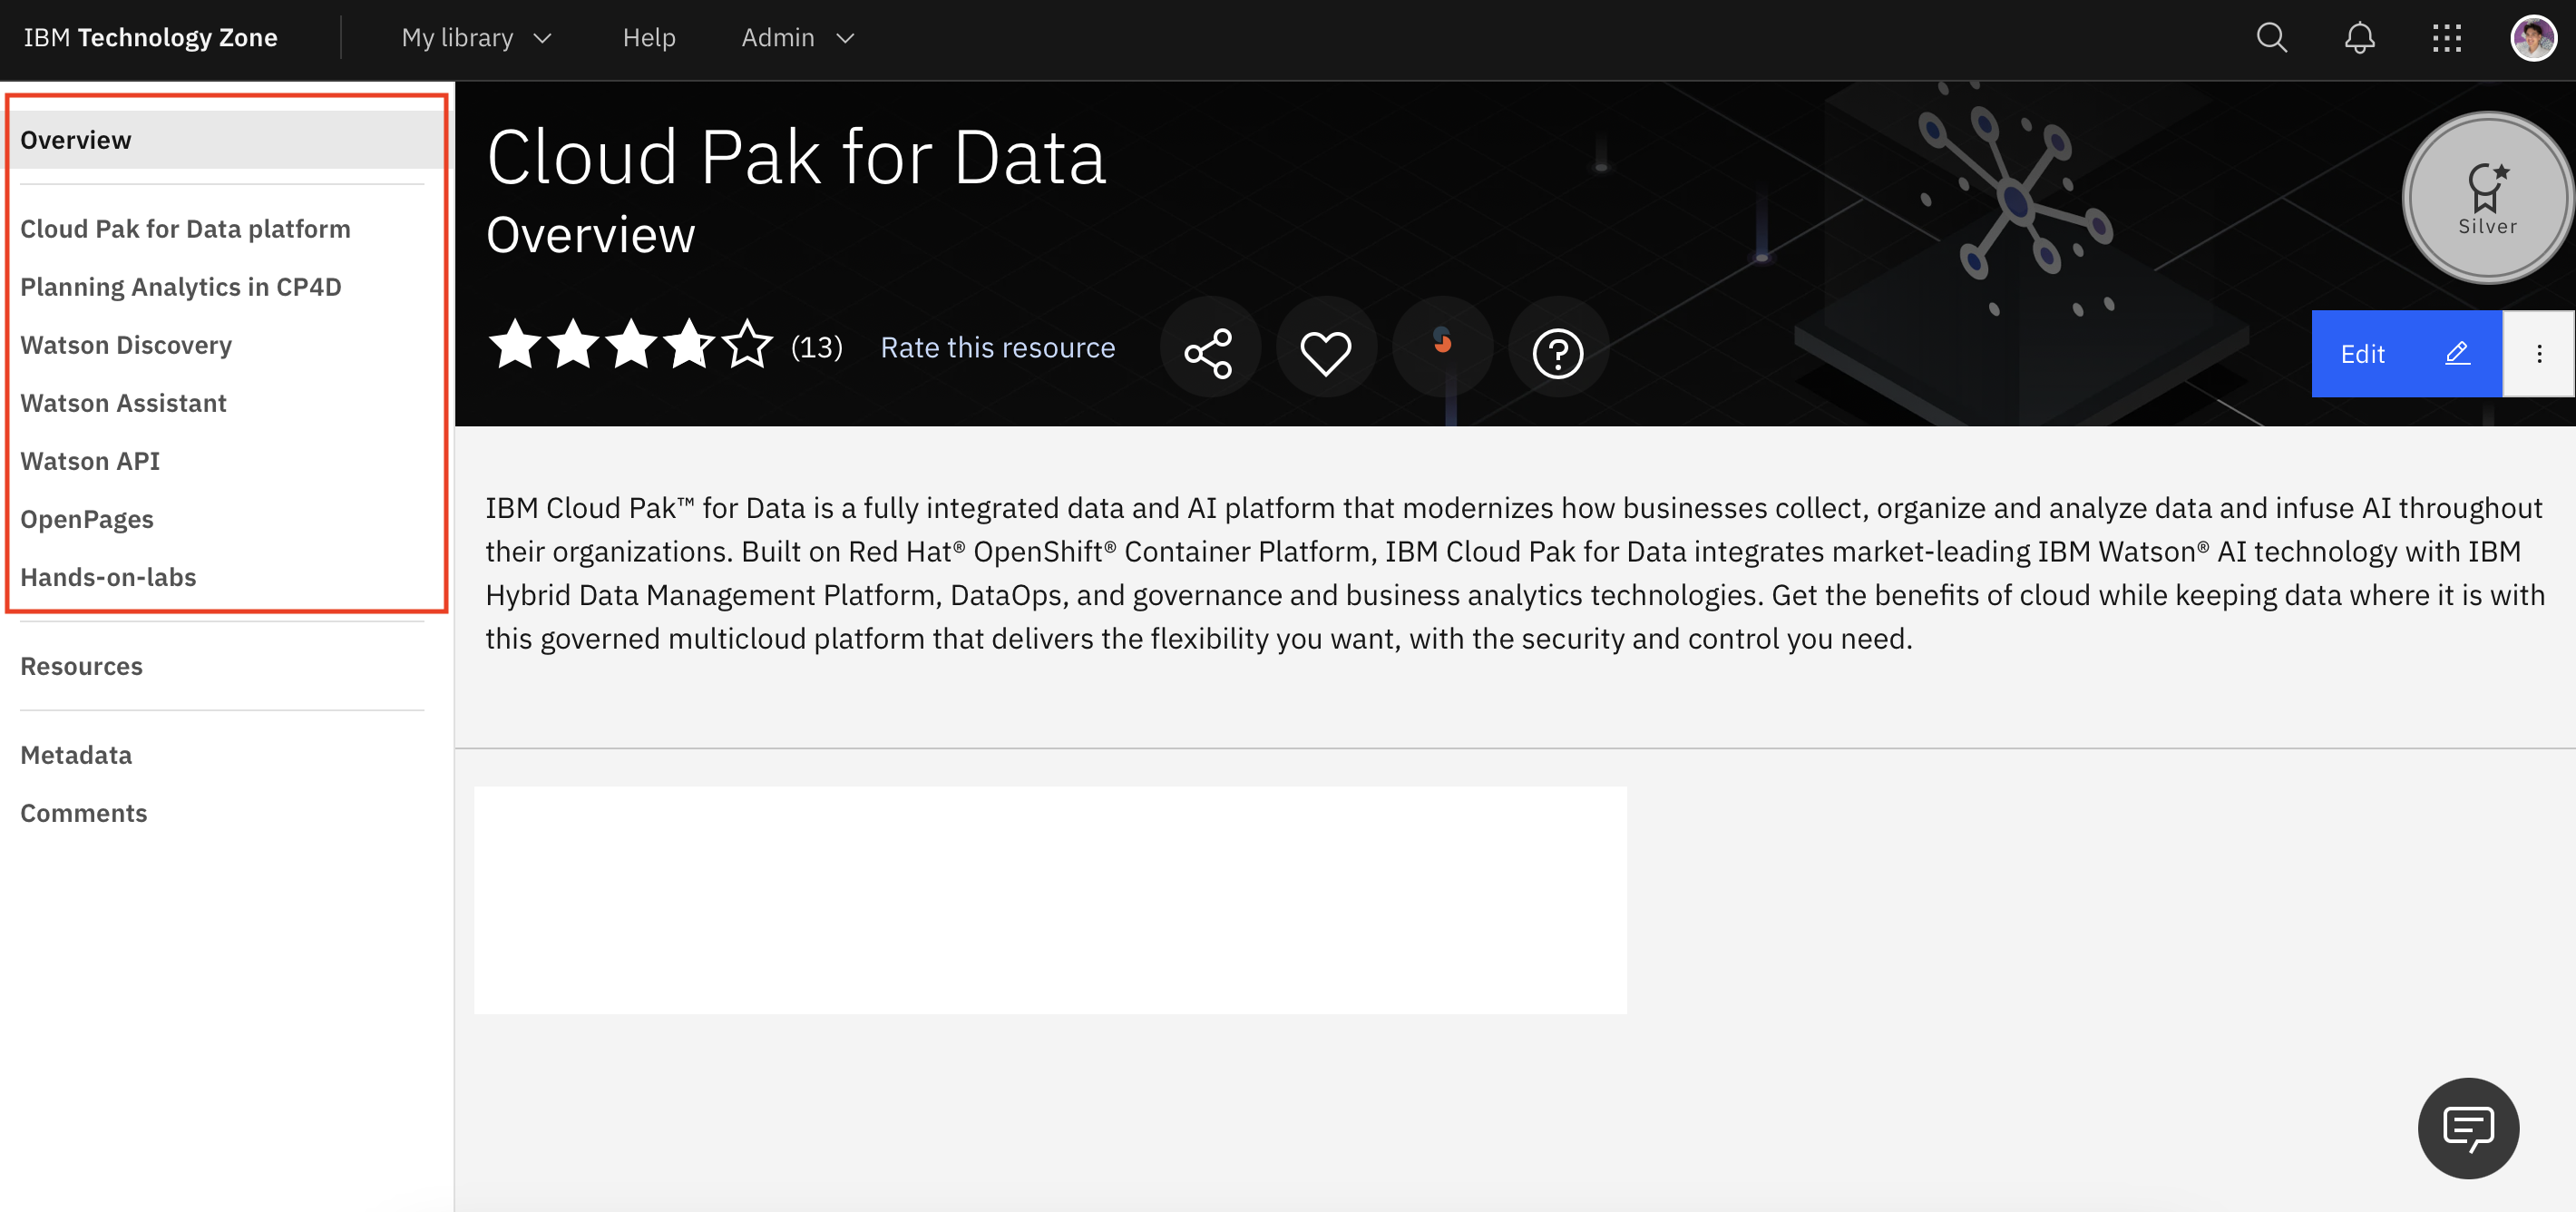 IBM Technology Zone
My library
Help
Admin
Overview
Cloud Pak for Data platform
Planning Analytics in CP4D
Watson Discovery
Watson Assistant
Watson API
OpenPages
Hands-on-labs
Resources
Metadata
Comments
Cloud Pak for Data
Overview
(13)
Rate this resource
Silver
Edit
IBM Cloud Pak™ for Data is a fully integrated data and AI platform that modernizes how businesses collect, organize and analyze data and infuse AI throughout
their organizations. Built on Red Hat® OpenShift® Container Platform, IBM Cloud Pak for Data integrates market-leading IBM Watson® AI technology with IBM
Hybrid Data Management Platform, DataOps, and governance and business analytics technologies. Get the benefits of cloud while keeping data where it is with
this governed multicloud platform that delivers the flexibility you want, with the security and control you need.